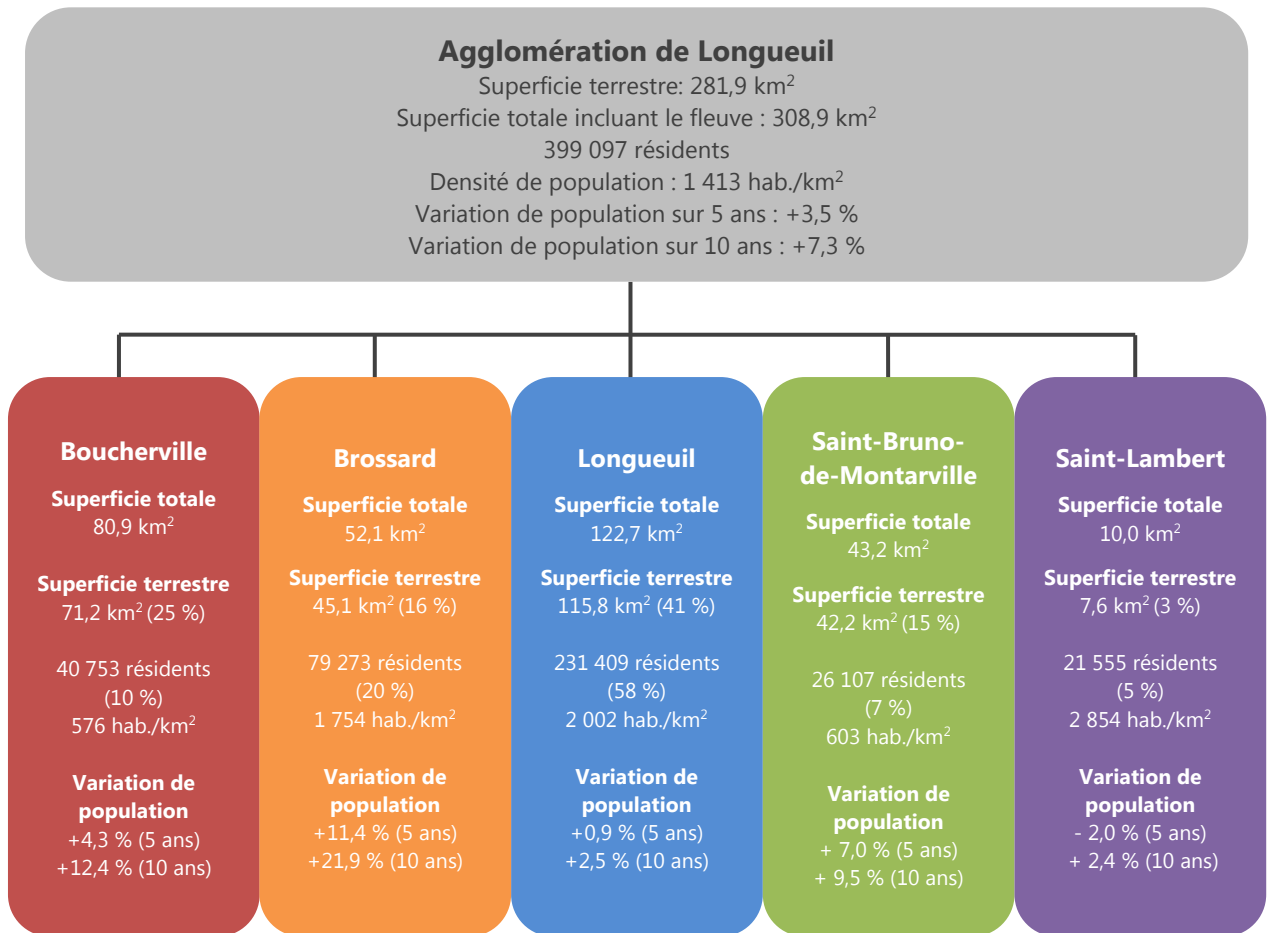 Agglomération de Longueuil
Superficie terrestre: 281,9 km²
Superficie totale incluant le fleuve : 308,9 km²
399 097 résidents
Densité de population : 1 413 hab./km²
Variation de population sur 5 ans : +3,5 %
Variation de population sur 10 ans : +7,3 %
Boucherville
Superficie totale
80,9 km²
Superficie terrestre
71,2 km² (25 %)
40 753 résidents
(10 %)
576 hab./km²
Variation de
population
+4,3 % (5 ans)
+12,4 % (10 ans)
Brossard
Superficie totale
52,1 km²
Superficie terrestre
45,1 km² (16 %)
79 273 résidents
(20 %)
1 754 hab./km²
Variation de
population
+11,4 % (5 ans)
+21,9 % (10 ans)
Longueuil
Superficie totale
122,7 km²
Superficie terrestre
115,8 km² (41 %)
231 409 résidents
(58 %)
2 002 hab./km²
Variation de
population
+0,9 % (5 ans)
+2,5 % (10 ans)
Saint-Bruno-
de-Montarville
Superficie totale
43,2 km²
Superficie terrestre
42,2 km² (15 %)
26 107 résidents
(7 %)
603 hab./km²
Variation de
population
+ 7,0 % (5 ans)
+ 9,5 % (10 ans)
Saint-Lambert
Superficie totale
10,0 km²
Superficie terrestre
7,6 km² (3 %)
21 555 résidents
(5 %)
2 854 hab./km²
Variation de
population
- 2,0 % (5 ans)
+ 2,4 % (10 ans)